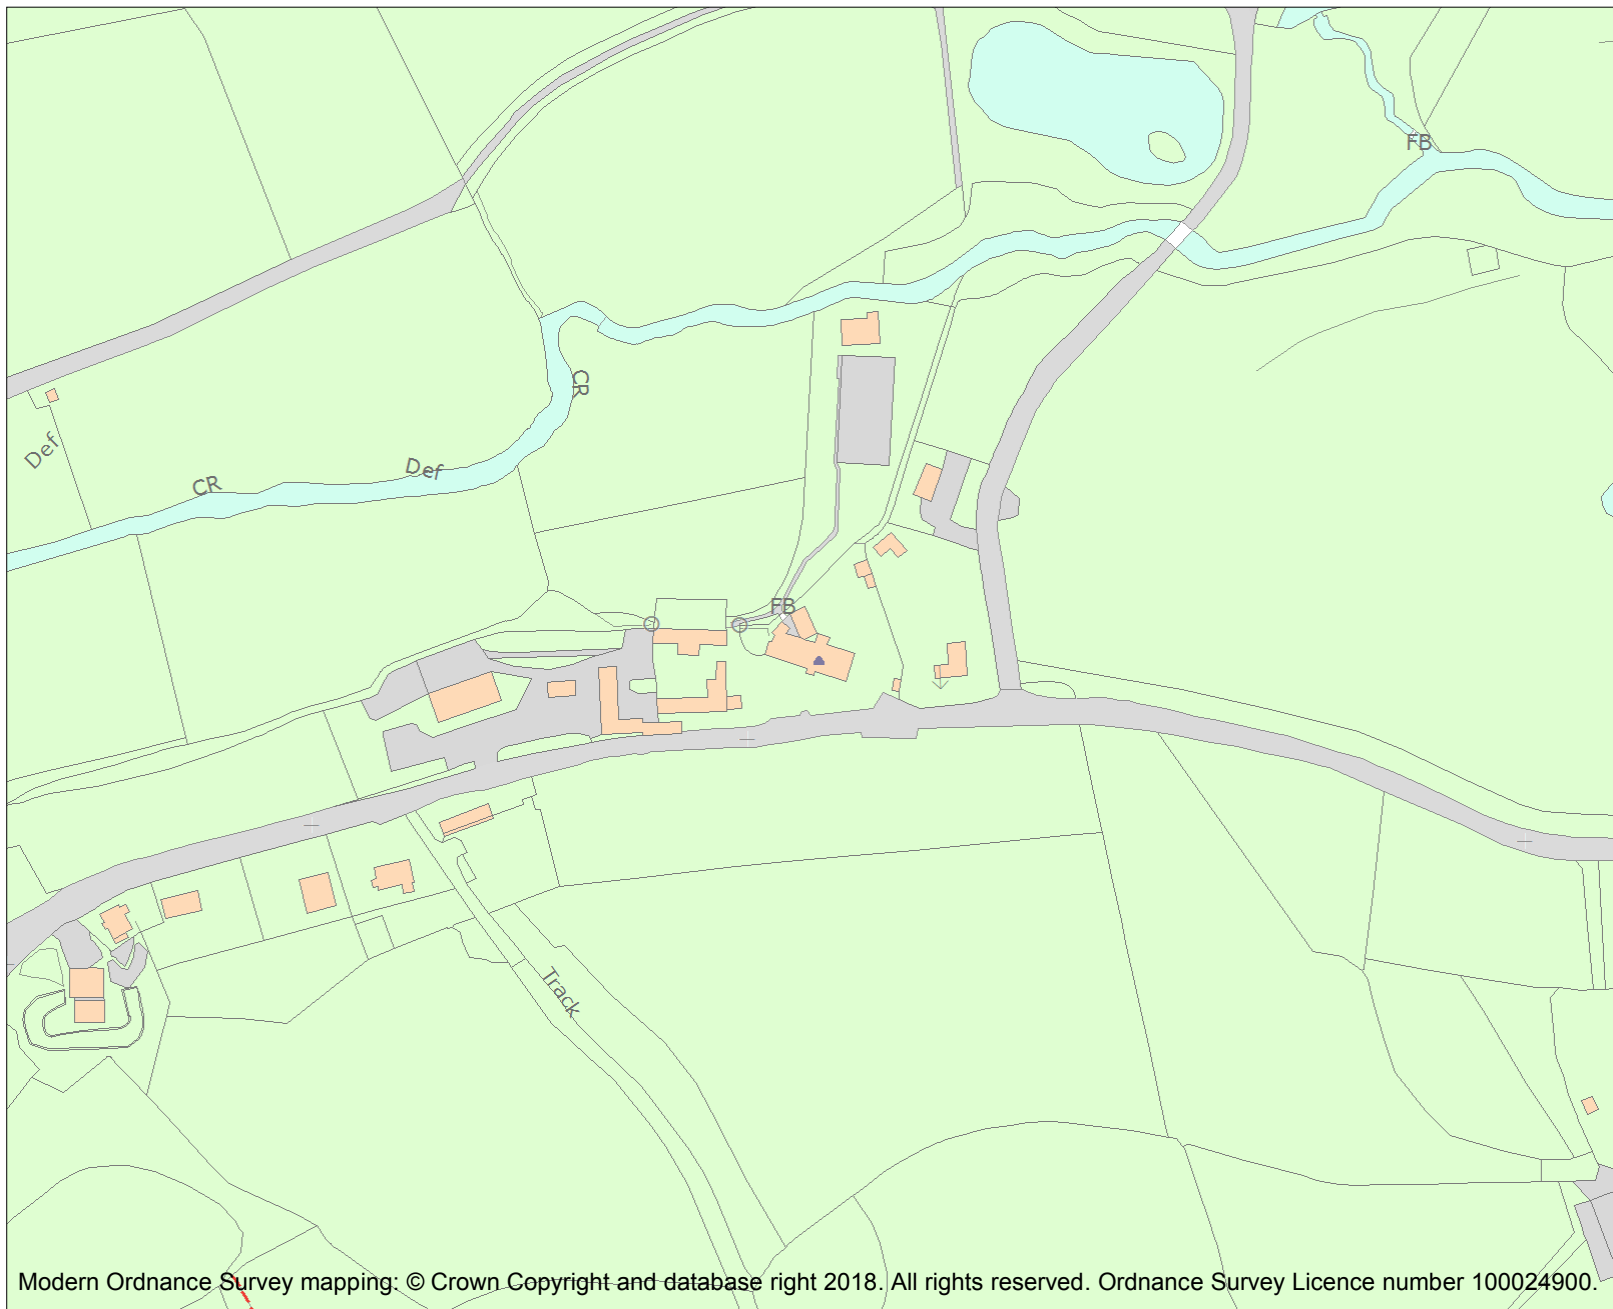 FB
CR
Def
Def
CR
FB
Track
Modern Ordnance Survey mapping: © Crown Copyright and database right 2018. All rights reserved. Ordnance Survey Licence number 100024900.